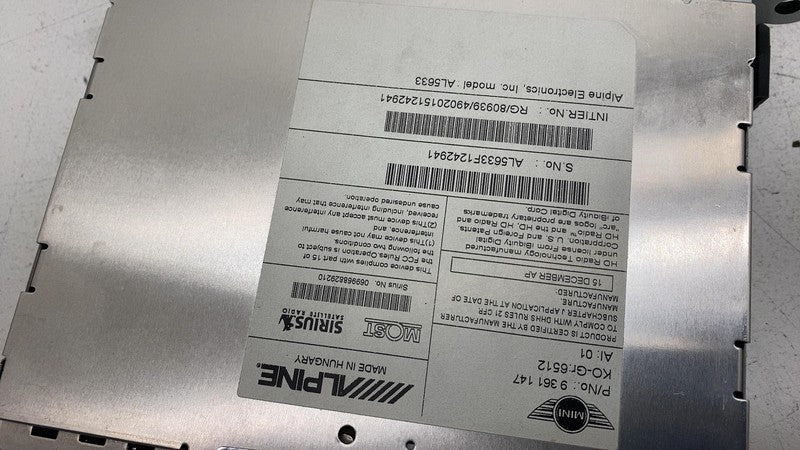 MINI
P/No.: 9 361 147
KO-Gr.:6512
AI: 01
ALPINE®
MADE IN HUNGARY
PRODUCT IS CERTIFIED BY THE MANUFACTURER
TO COMPLY WITH DHHS RULES 21 CFR
SUBCHAPTER J APPLICATION AT THE DATE OF
MANUFACTURE.
MANUFACTURED:
15 DECEMBER AP
HD Radio Technology manufactured
under License From iBiquity Digital
Corporation. U.S. and Foreign Patents
HD Radio™ and the HD, HD Radio and
"arc" logos are proprietary trademarks
of iBiquity Digital Corp.
MOST
SIRIUS
SATELLITE RADIO
Sirius No. 069968829210
This device complies with part 15 of
the FCC Rules.Operation subject to
the following two conditions
(1)This device may not cause harmful
interference and
(2)This device must accept any interference
received, including interference that may
cause undesired operation.
S.No.: AL5633F1242941
INTIER.No.: RG/80939/4902015​1242941
Alpine Electronics, Inc. model: AL5633